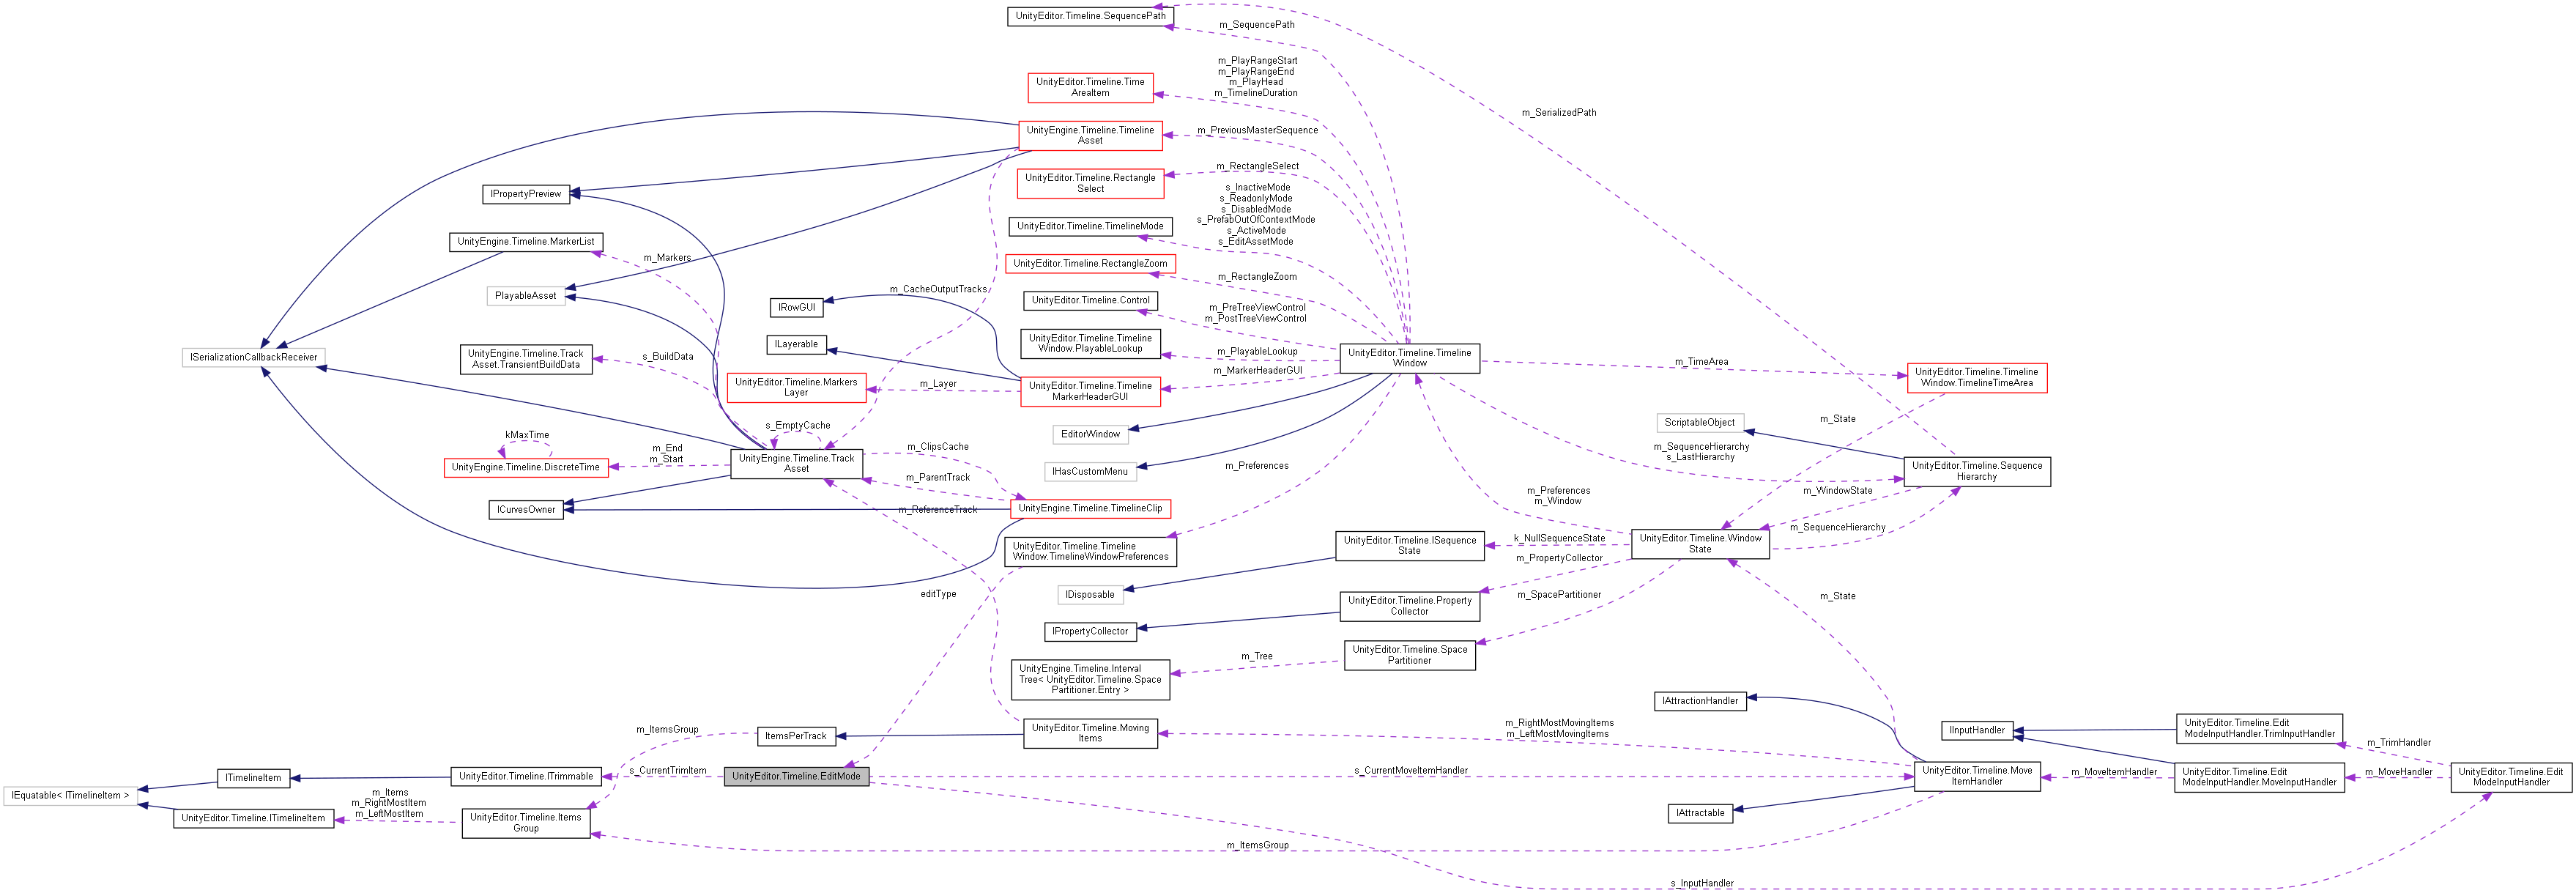 UnityEditor.Timeline.SequencePath
m_SequencePath
m_PlayRangeStart
m_PlayRangeEnd
m_PlayHead
m_TimelineDuration
UnityEditor.Timeline.Time
AreaItem
m_SerializedPath
UnityEngine.Timeline.Timeline
Asset
m_PreviousMasterSequence
m_RectangleSelect
UnityEditor.Timeline.Rectangle
Select
IPropertyPreview
s_InactiveMode
s_ReadonlyMode
s_DisabledMode
s_PrefabOutOfContextMode
s_ActiveMode
s_EditAssetMode
UnityEditor.Timeline.TimelineMode
UnityEngine.Timeline.MarkerList
m_Markers
UnityEditor.Timeline.RectangleZoom
m_RectangleZoom
PlayableAsset
m_CacheOutputTracks
IRowGUI
UnityEditor.Timeline.Control
m_PreTreeViewControl
m_PostTreeViewControl
ISerializationCallbackReceiver
UnityEngine.Timeline.Track
Asset.TransientBuildData
s_BuildData
ILayerable
UnityEditor.Timeline.Timeline
Window.PlayableLookup
m_PlayableLookup
UnityEditor.Timeline.Timeline
Window
m_TimeArea
UnityEditor.Timeline.Timeline
Window.TimelineTimeArea
m_MarkerHeaderGUI
UnityEditor.Timeline.Markers
Layer
m_Layer
UnityEditor.Timeline.Timeline
MarkerHeaderGUI
s_EmptyCache
EditorWindow
ScriptableObject
m_State
kMaxTime
m_End
m_Start
UnityEngine.Timeline.DiscreteTime
UnityEngine.Timeline.Track
Asset
m_ClipsCache
m_ParentTrack
IHasCustomMenu
m_Preferences
m_SequenceHierarchy
s_LastHierarchy
UnityEditor.Timeline.Sequence
Hierarchy
m_Preferences
m_Window
m_WindowState
ICurvesOwner
m_ReferenceTrack
UnityEngine.Timeline.TimelineClip
m_SequenceHierarchy
UnityEditor.Timeline.Timeline
Window.TimelineWindowPreferences
UnityEditor.Timeline.ISequence
State
k_NullSequenceState
UnityEditor.Timeline.Window
State
m_PropertyCollector
editType
IDisposable
m_SpacePartitioner
m_State
UnityEditor.Timeline.Property
Collector
IPropertyCollector
UnityEngine.Timeline.Interval
Tree< UnityEditor.Timeline.Space
Partitioner.Entry >
m_Tree
UnityEditor.Timeline.Space
Partitioner
IAttractionHandler
m_ItemsGroup
ItemsPerTrack
UnityEditor.Timeline.Moving
Items
m_RightMostMovingItems
m_LeftMostMovingItems
IInputHandler
UnityEditor.Timeline.Edit
ModeInputHandler.TrimInputHandler
m_TrimHandler
ITimelineItem
UnityEditor.Timeline.ITrimmable
s_CurrentTrimItem
UnityEditor.Timeline.EditMode
s_CurrentMoveItemHandler
UnityEditor.Timeline.Move
ItemHandler
m_MoveItemHandler
UnityEditor.Timeline.Edit
ModeInputHandler.MoveInputHandler
m_MoveHandler
UnityEditor.Timeline.Edit
ModeInputHandler
IEquatable< ITimelineItem >
UnityEditor.Timeline.ITimelineItem
m_Items
m_RightMostItem
m_LeftMostItem
UnityEditor.Timeline.Items
Group
IAttractable
m_ItemsGroup
s_InputHandler